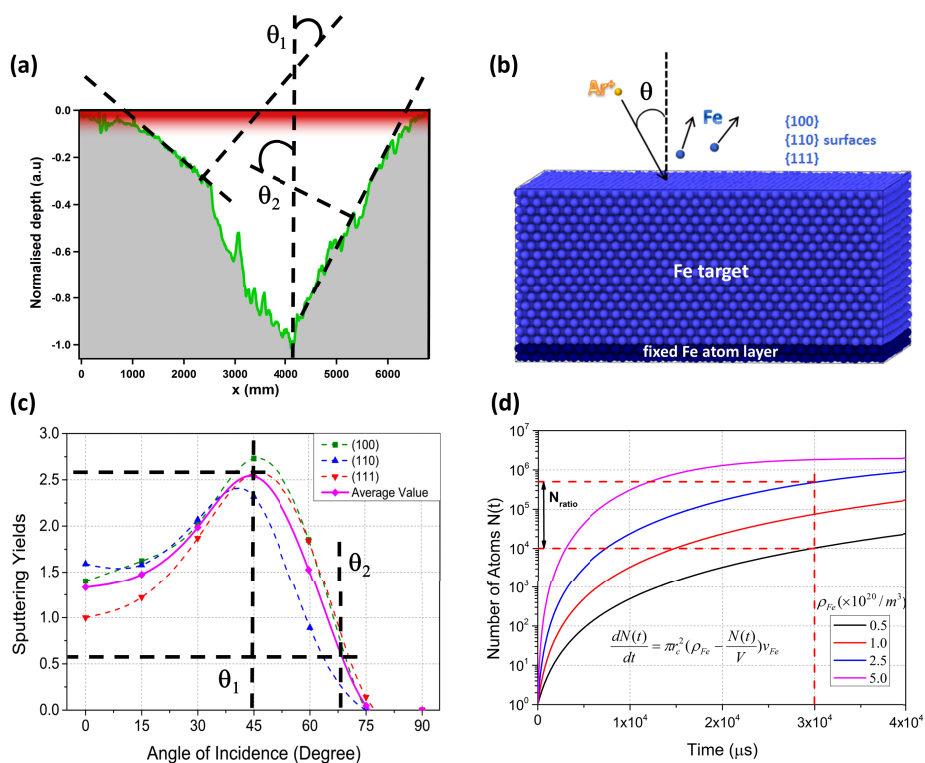 (a)
θ1
θ2
0.0
-0.2
-0.4
-0.6
-0.8
-1.0
Normalised depth (a.u)
0
1000
2000
3000
4000
5000
6000
x (mm)
(b)
Ar+
θ
Fe
{100}
{110} surfaces
{111}
Fe target
fixed Fe atom layer
(c)
3.0
2.5
2.0
1.5
1.0
0.5
0.0
Sputtering Yields
(100)
(110)
(111)
Average Value
θ2
θ1
0
15
30
45
60
75
90
Angle of Incidence (Degree)
(d)
10^7
10^6
10^5
10^4
10^3
10^2
10^1
10^0
Number of Atoms N(t)
N_ratio
ρ_Fe (×10^20 / m^3)
0.5
1.0
2.5
5.0
dN(t)/dt = πr_c^2(ρ_Fe − N(t)/V)v_Fe
0
1x10^4
2x10^4
3x10^4
4x10^4
Time (μs)